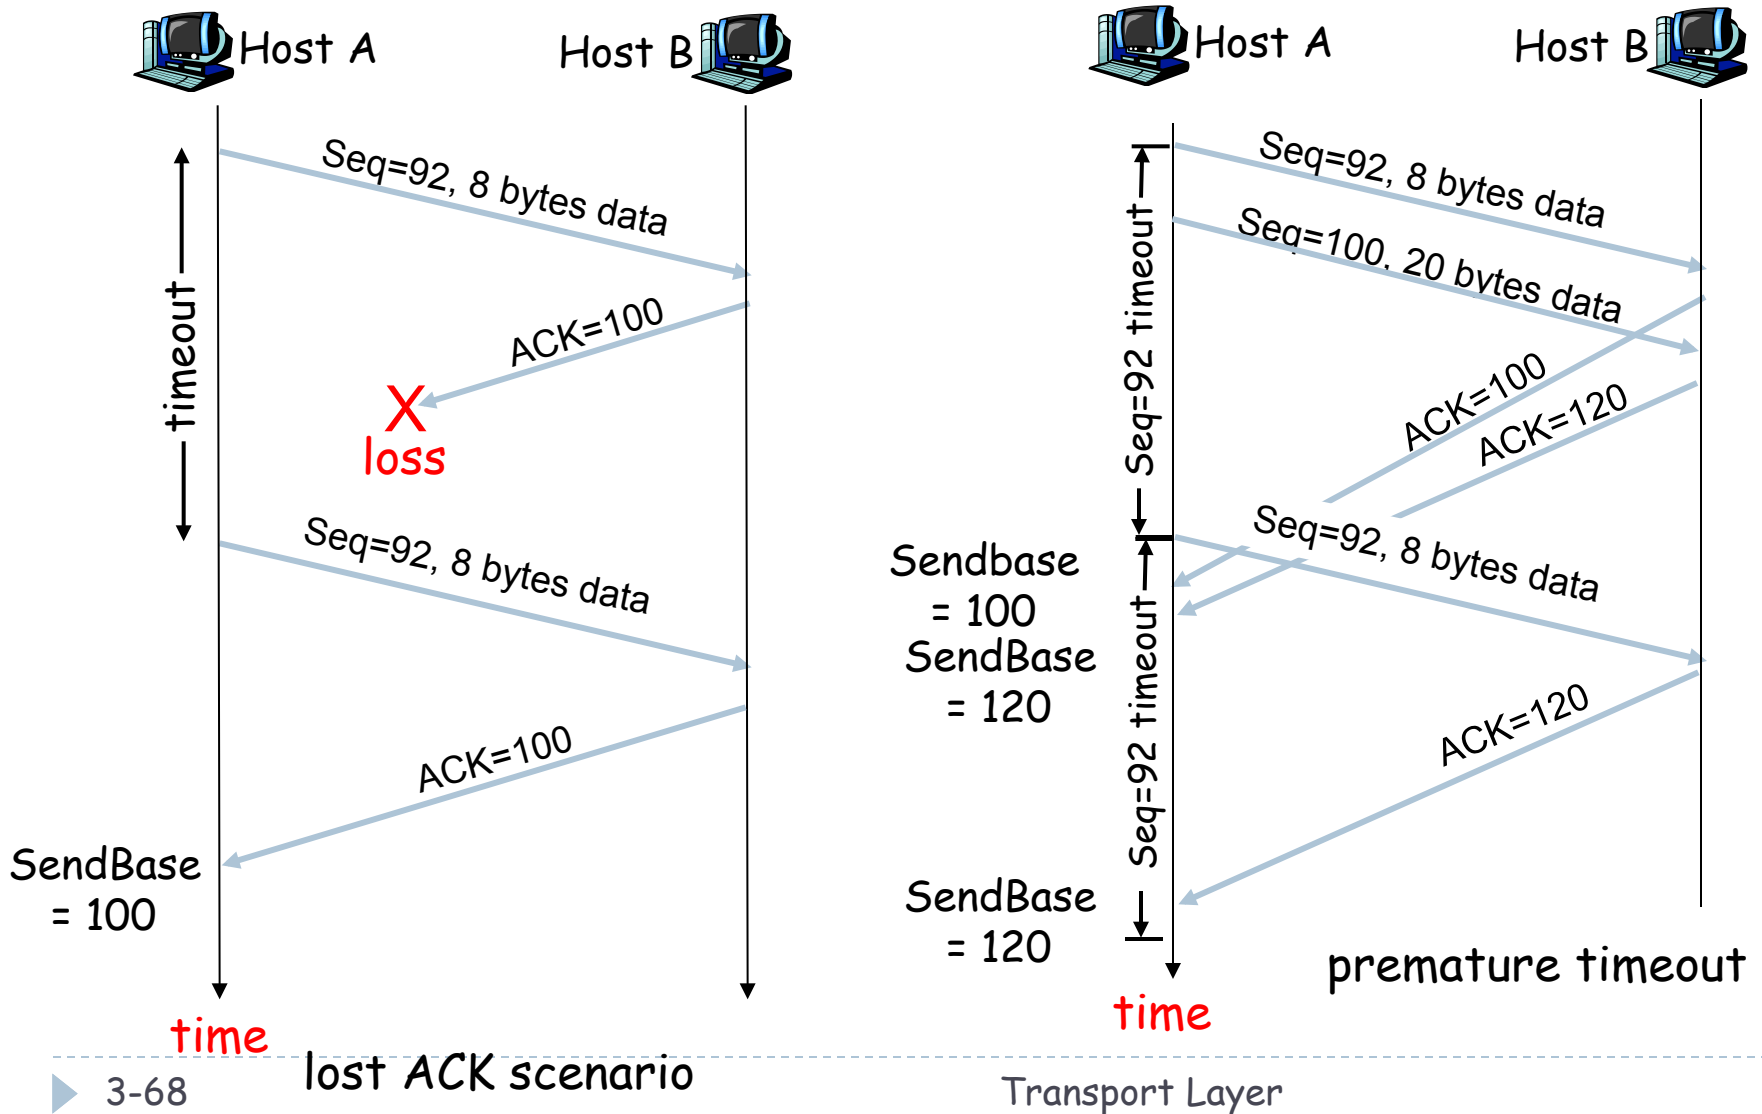 Host A
Host B
Seq=92, 8 bytes data
timeout
ACK=100
X
loss
Seq=92, 8 bytes data
ACK=100
SendBase
= 100
time
lost ACK scenario
Host A
Host B
Seq=92, 8 bytes data
Seq=100, 20 bytes data
Seq=92 timeout
ACK=100
ACK=120
Seq=92, 8 bytes data
Sendbase
= 100
SendBase
= 120
Seq=92 timeout
ACK=120
SendBase
= 120
premature timeout
time
3-68
Transport Layer